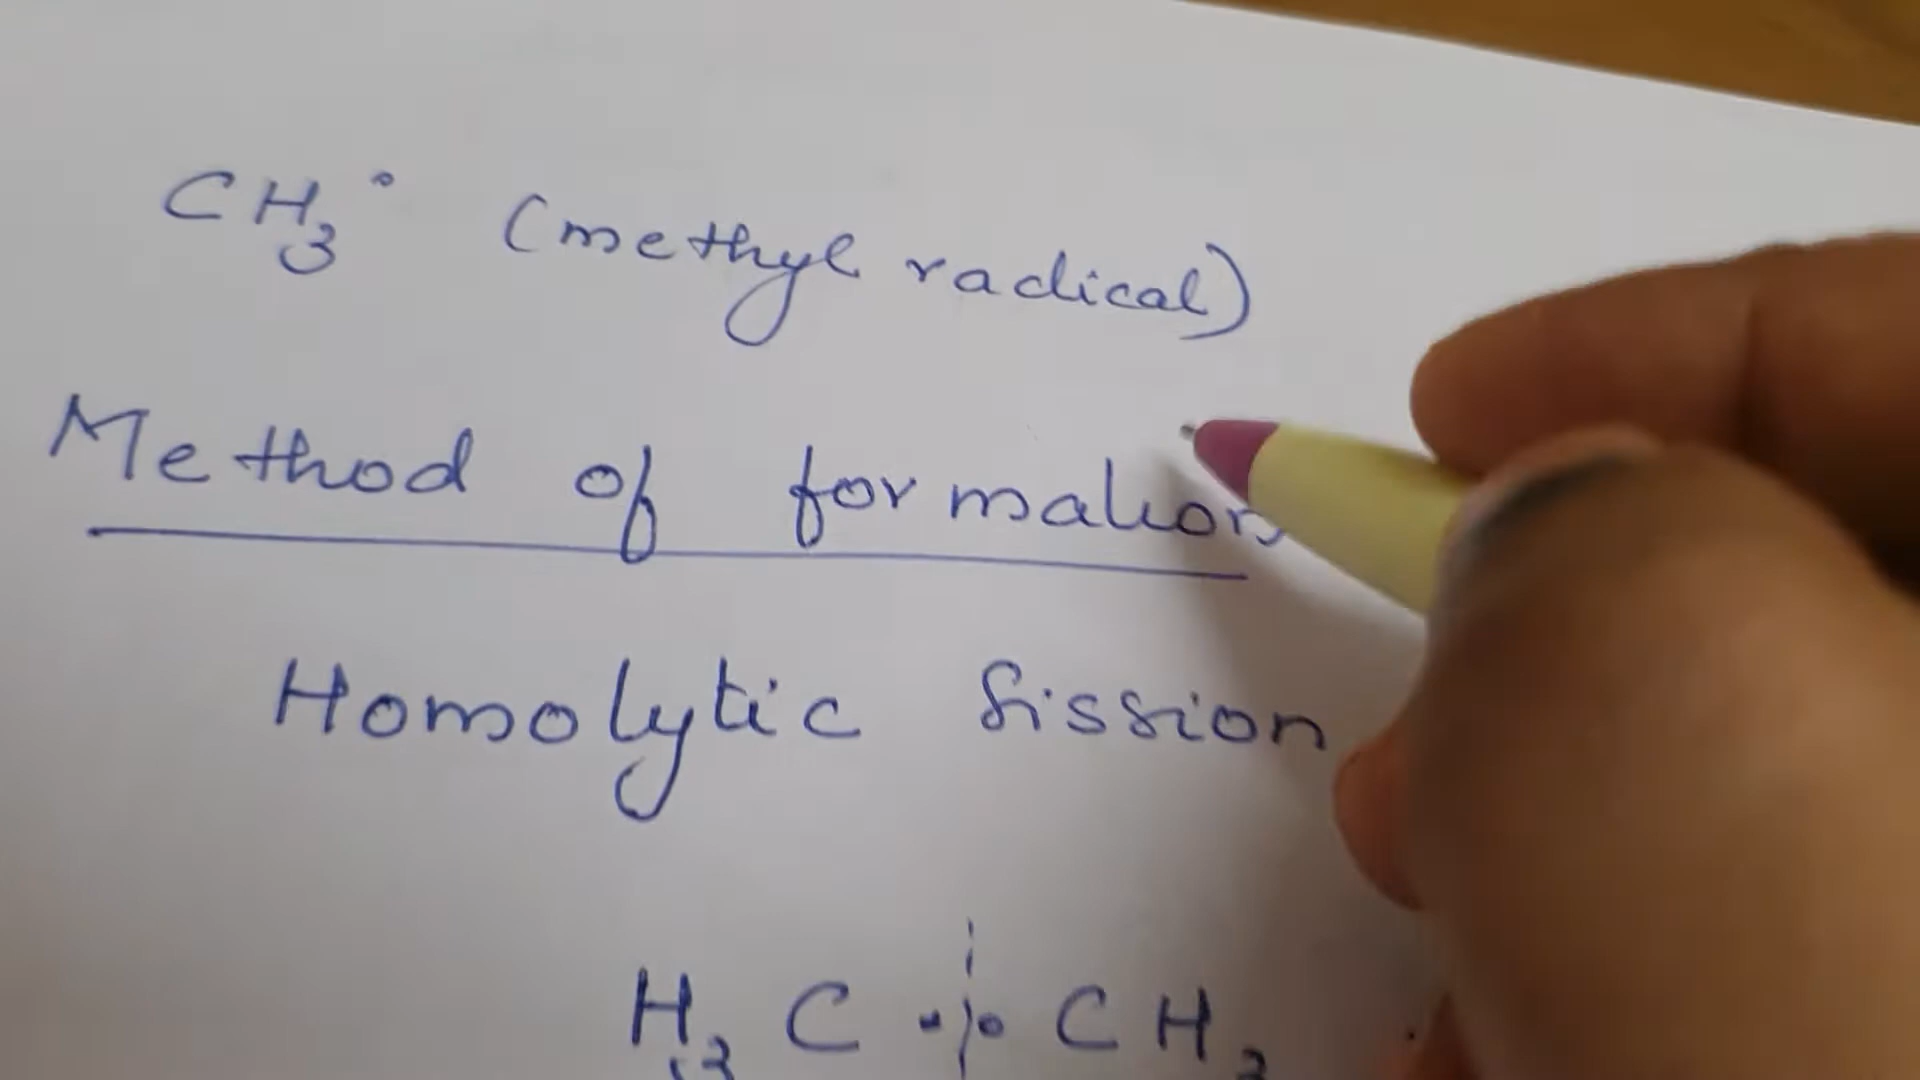 CH₃° (methyl radical)
Method of formation
Homolytic fission
H₃C ·¦· CH₃